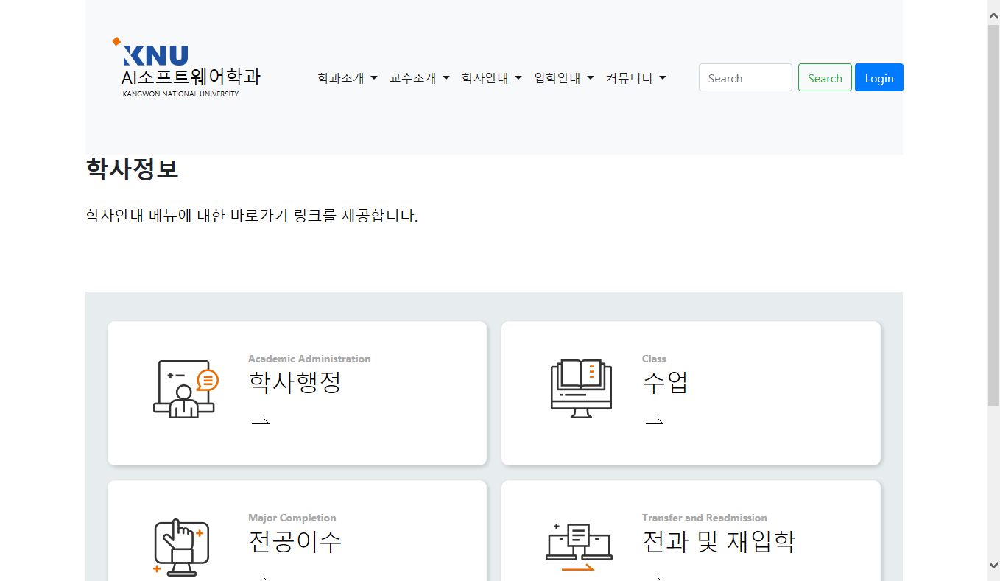 KNU
AI소프트웨어학과
KANGWON NATIONAL UNIVERSITY
학과소개 교수소개 학사안내 입학안내 커뮤니티 Search Search Login
학사정보
학사안내 메뉴에 대한 바로가기 링크를 제공합니다.
Academic Administration
학사행정
Class
수업
Major Completion
전공이수
Transfer and Readmission
전과 및 재입학